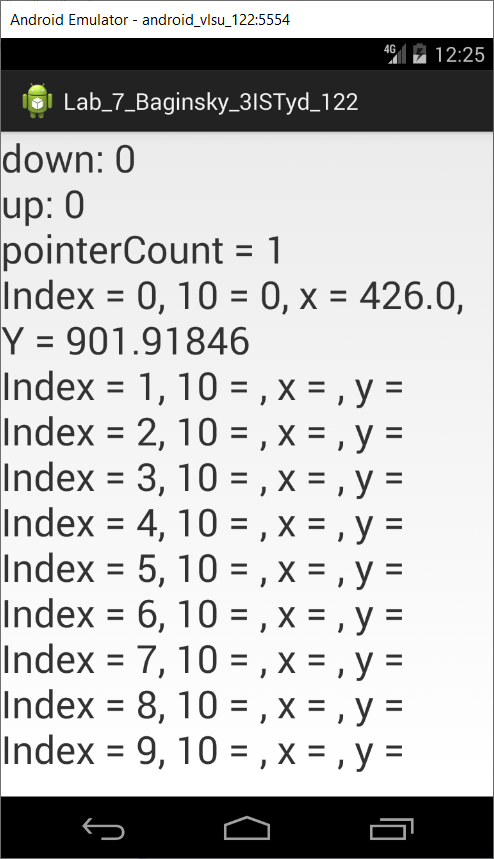 Android Emulator - android_vlsu_122:5554
4G 12:25
Lab_7_Baginsky_3ISTyd_122
down: 0
up: 0
pointerCount = 1
Index = 0, 10 = 0, x = 426.0,
Y = 901.91846
Index = 1, 10 = , x = , y =
Index = 2, 10 = , x = , y =
Index = 3, 10 = , x = , y =
Index = 4, 10 = , x = , y =
Index = 5, 10 = , x = , y =
Index = 6, 10 = , x = , y =
Index = 7, 10 = , x = , y =
Index = 8, 10 = , x = , y =
Index = 9, 10 = , x = , y =